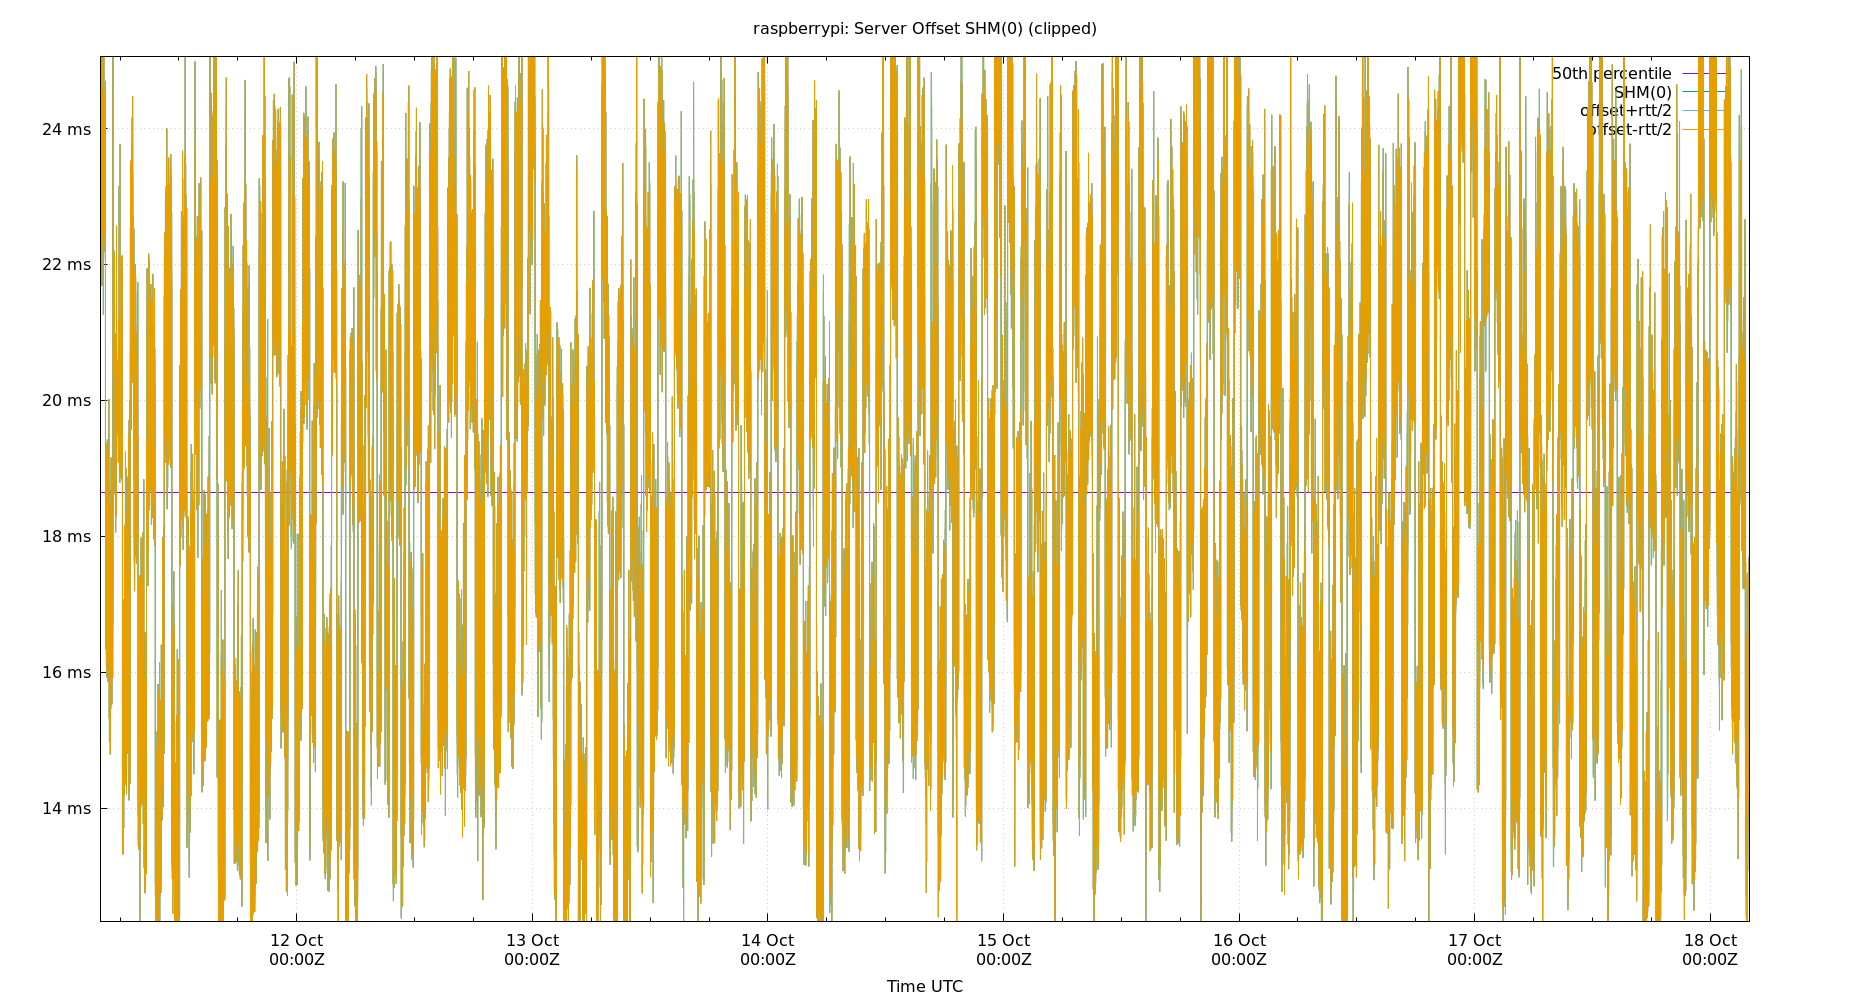 raspberrypi: Server Offset SHM(0) (clipped)
50th percentile
SHM(0)
offset+rtt/2
offset-rtt/2
24 ms
22 ms
20 ms
18 ms
16 ms
14 ms
12 Oct 13 Oct 14 Oct 15 Oct 16 Oct 17 Oct 18 Oct
00:00Z 00:00Z 00:00Z 00:00Z 00:00Z 00:00Z 00:00Z
Time UTC